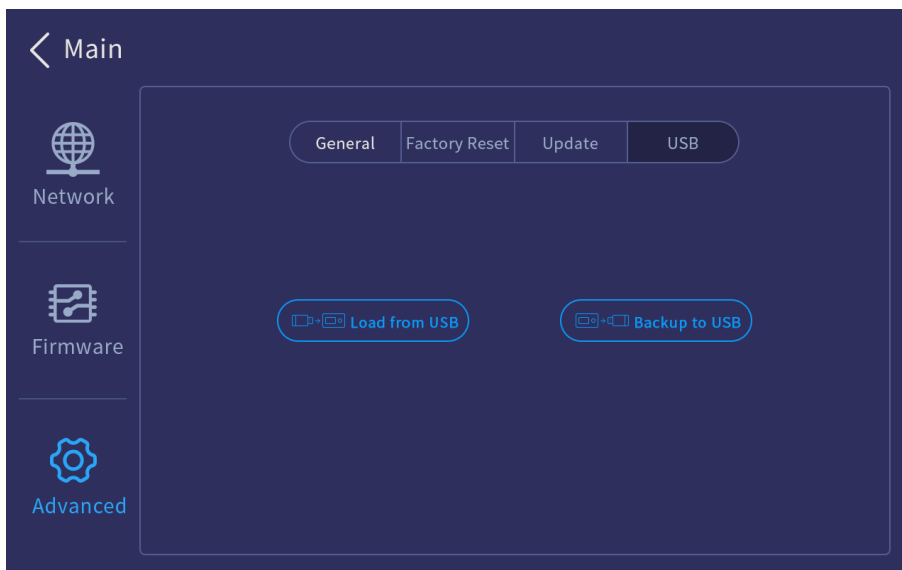 Main
Network
Firmware
Advanced
General Factory Reset Update USB
Load from USB Backup to USB